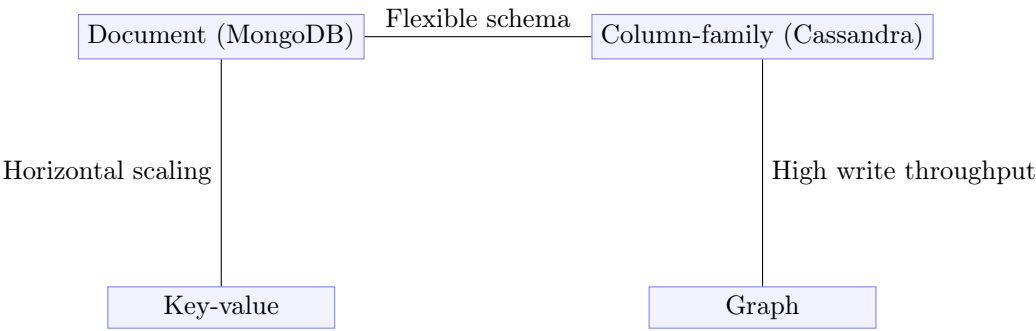 Flexible schema
Document (MongoDB)
Column-family (Cassandra)
Horizontal scaling
High write throughput
Key-value
Graph